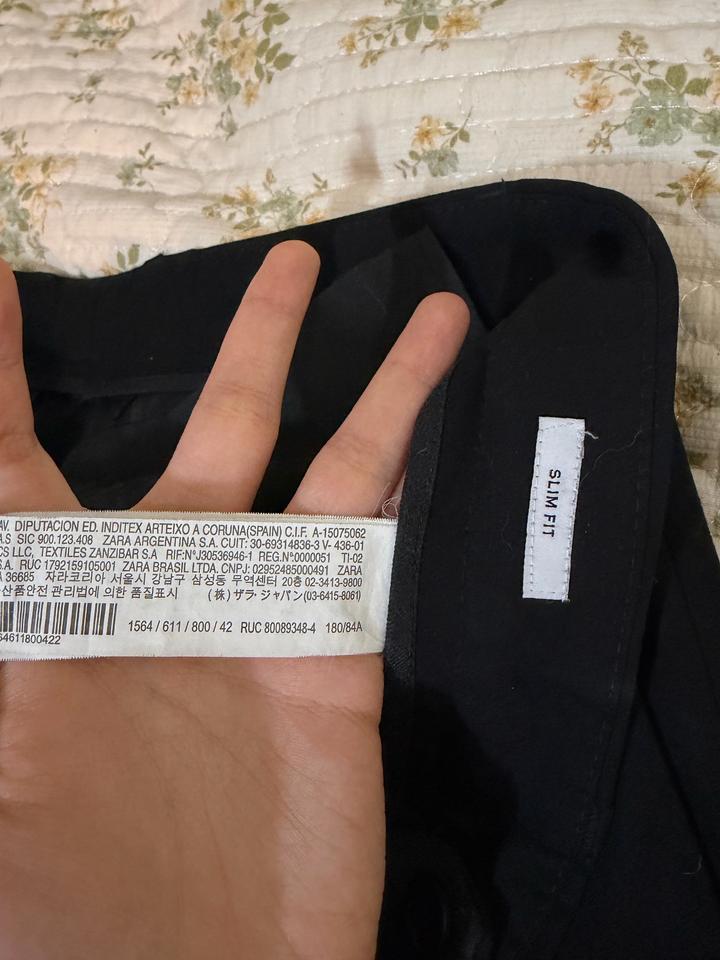 AV. DIPUTACION ED. INDITEX ARTEIXO A CORUNA(SPAIN) C.I.F. A-15075062
A.S SIC 900.123.408 ZARA ARGENTINA S.A. CUIT: 30-69314836-3 V- 436-01
CS LLC, TEXTILES ZANZIBAR S.A RIF:N°J30536946-1 REG.N°000051 TI-02
S.A. RUC 1792159105001 ZARA BRASIL LTDA. CNPJ: 02952485000491 ZARA
A 36685 자라코리아 서울시 강남구 삼성동 무역센터 20층 02-3413-9800
산품안전 관리법에 의한 품질표시 (株) ザラ・ジャパン(03-6415-8061)
64611800422 1564 / 611 / 800 / 42 RUC 80089348-4 180/84A
SLIM FIT